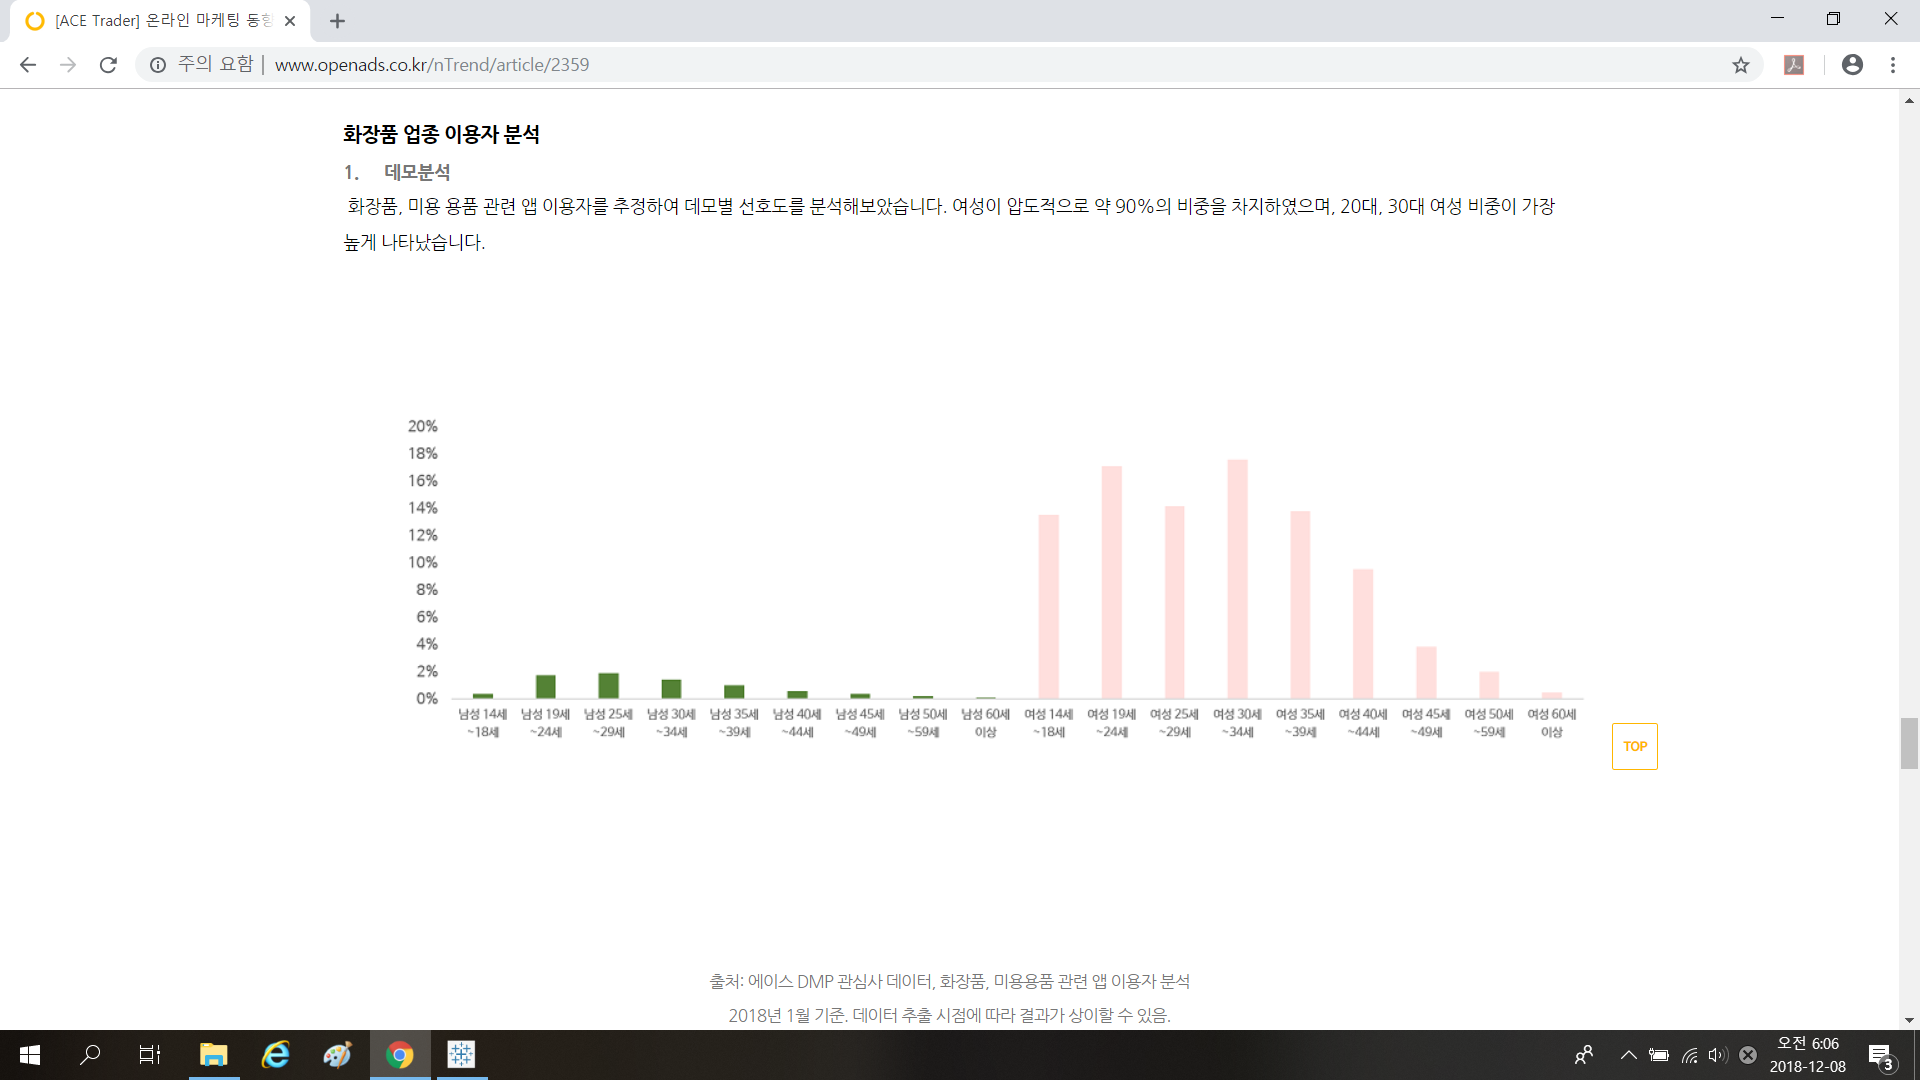 [ACE Trader] 온라인 마케팅 동향
주의 요함 | www.openads.co.kr/nTrend/article/2359
화장품 업종 이용자 분석
1. 데모분석
화장품, 미용 용품 관련 앱 이용자를 추정하여 데모별 선호도를 분석해보았습니다. 여성이 압도적으로 약 90%의 비중을 차지하였으며, 20대, 30대 여성 비중이 가장
높게 나타났습니다.
20%
18%
16%
14%
12%
10%
8%
6%
4%
2%
0%
남성 14세 남성 19세 남성 25세 남성 30세 남성 35세 남성 40세 남성 45세 남성 50세 남성 60세 여성 14세 여성 19세 여성 25세 여성 30세 여성 35세 여성 40세 여성 45세 여성 50세 여성 60세
~18세 ~24세 ~29세 ~34세 ~39세 ~44세 ~49세 ~59세 이상 ~18세 ~24세 ~29세 ~34세 ~39세 ~44세 ~49세 ~59세 이상
TOP
출처: 에이스 DMP 관심사 데이터, 화장품, 미용용품 관련 앱 이용자 분석
2018년 1월 기준. 데이터 추출 시점에 따라 결과가 상이할 수 있음.
오전 6:06
2018-12-08
3